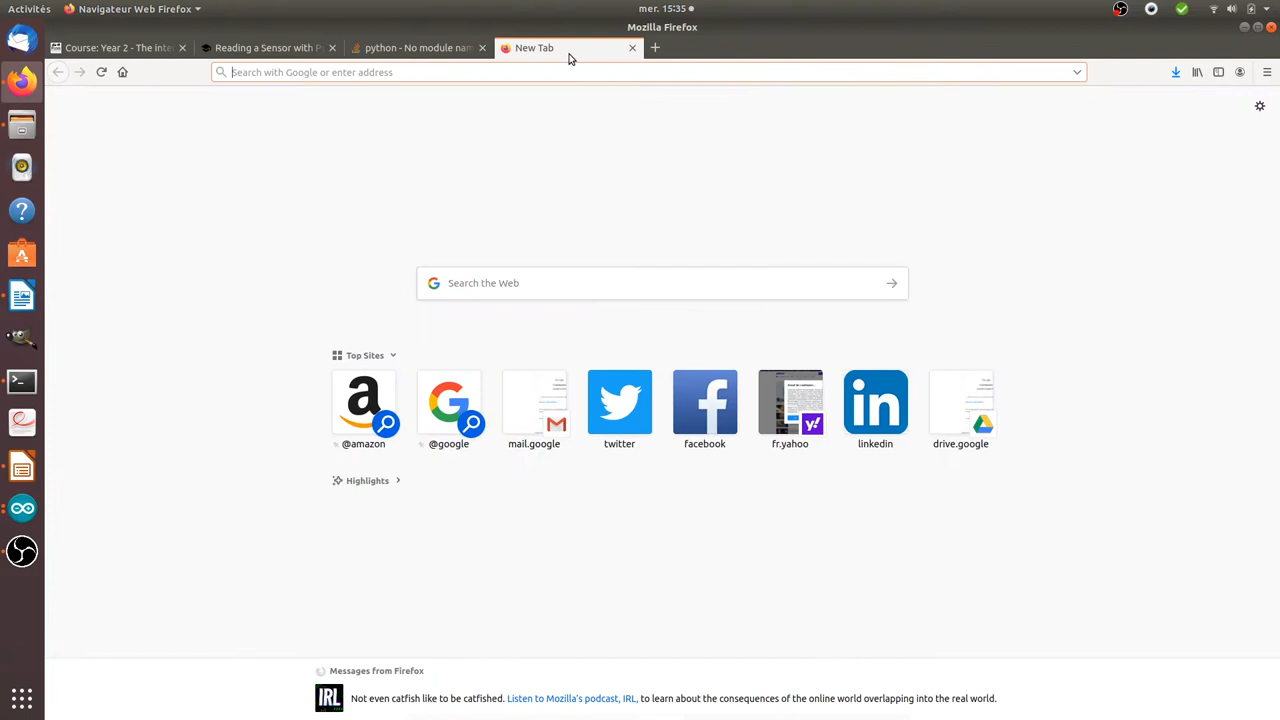 Activités
Navigateur Web Firefox
mer. 15:35
Mozilla Firefox
Course: Year 2 - The inte
Reading a Sensor with P
python - No module nam
New Tab
Search with Google or enter address
Search the Web
Top Sites
@amazon
@google
mail.google
twitter
facebook
fr.yahoo
linkedin
drive.google
Highlights
Messages from Firefox
IRL
Not even catfish like to be catfished. Listen to Mozilla's podcast, IRL, to learn about the consequences of the online world overlapping into the real world.